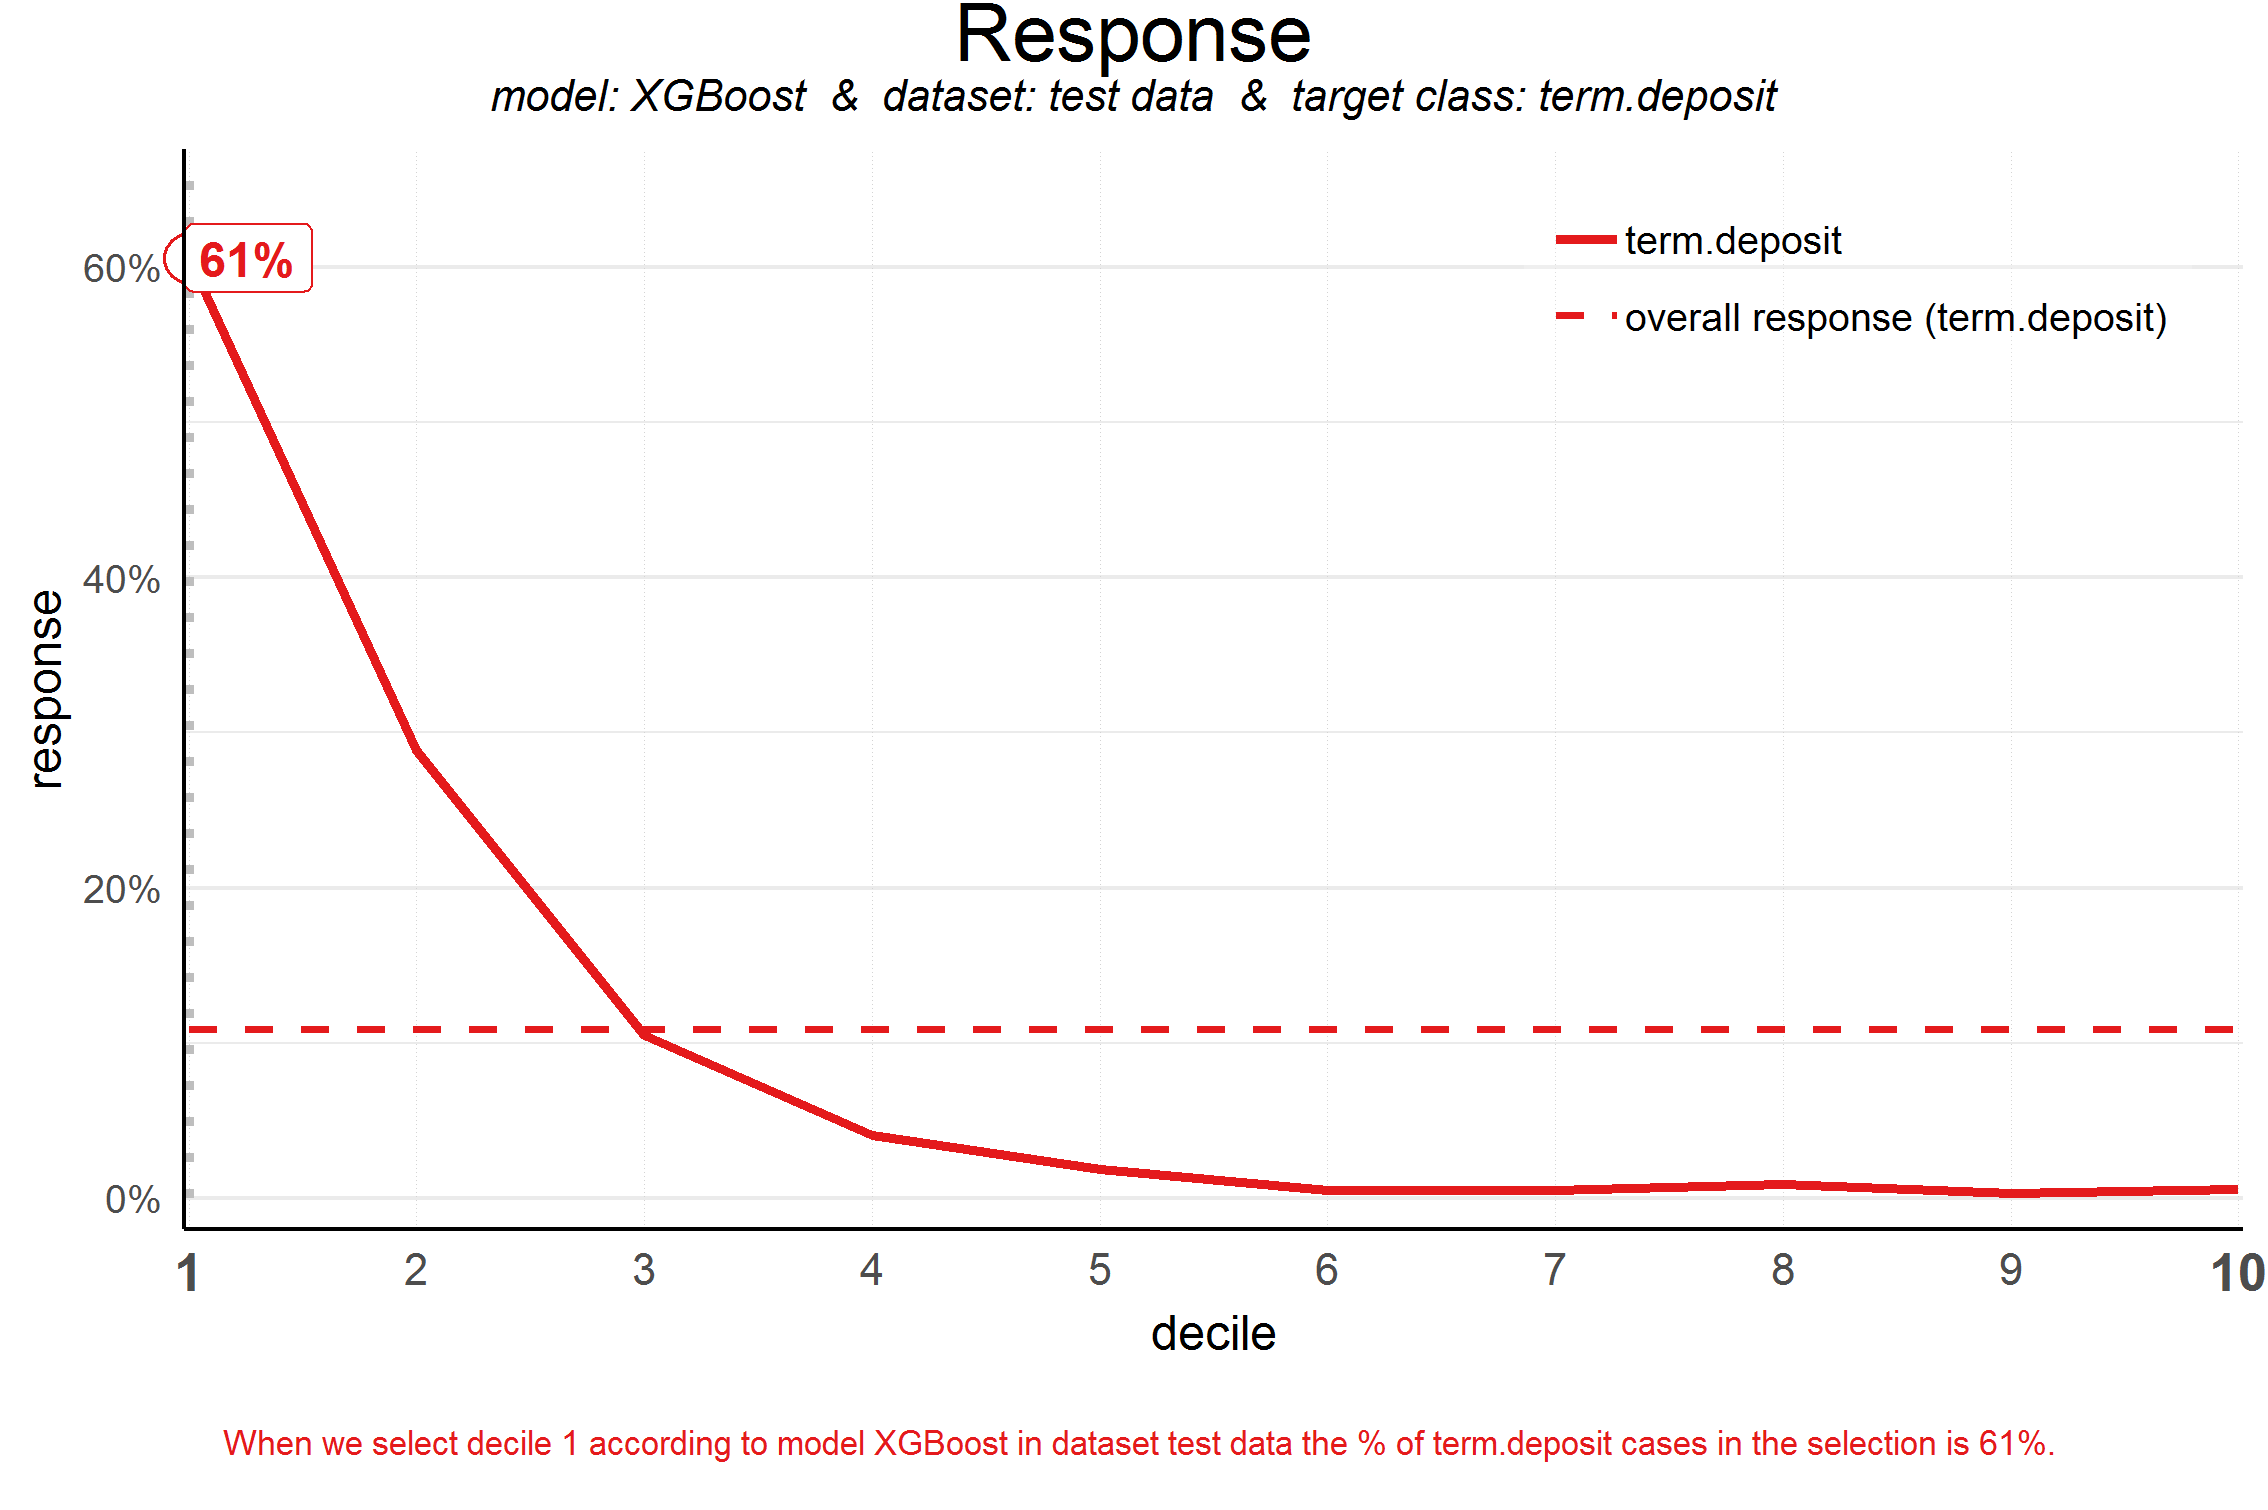 Response
model: XGBoost & dataset: test data & target class: term.deposit
61%
term.deposit
overall response (term.deposit)
60%
40%
20%
0%
response
1 2 3 4 5 6 7 8 9 10
decile
When we select decile 1 according to model XGBoost in dataset test data the % of term.deposit cases in the selection is 61%.